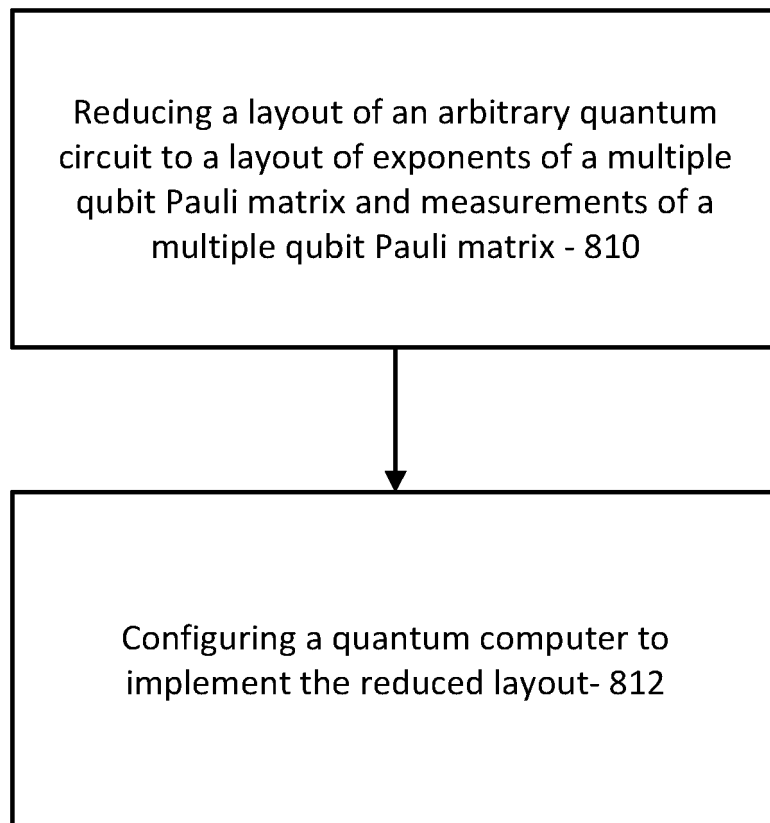 Reducing a layout of an arbitrary quantum
circuit to a layout of exponents of a multiple
qubit Pauli matrix and measurements of a
multiple qubit Pauli matrix - 810
Configuring a quantum computer to
implement the reduced layout- 812